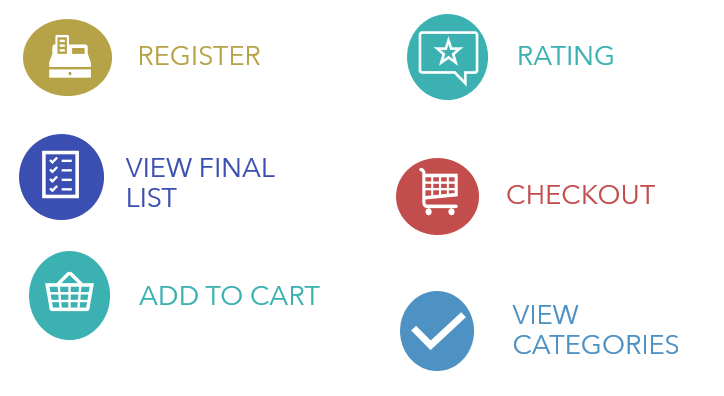 REGISTER
RATING
VIEW FINAL
LIST
CHECKOUT
ADD TO CART
VIEW
CATEGORIES